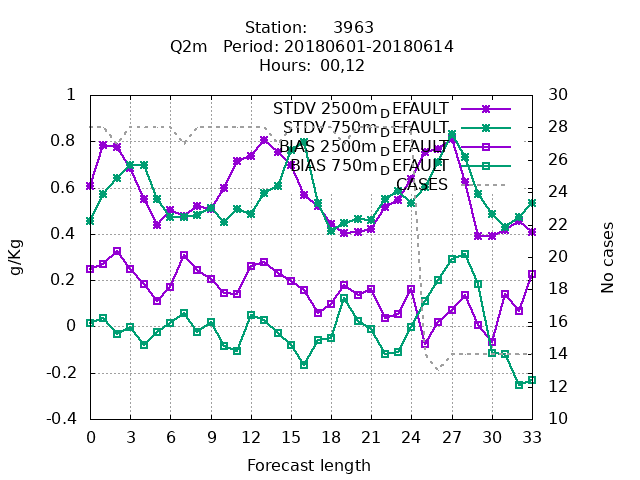 Station: 3963
Q2m Period: 20180601-20180614
Hours: 00,12
STDV 2500m_DEFAULT
STDV 750m_DEFAULT
BIAS 2500m_DEFAULT
BIAS 750m_DEFAULT
CASES
1
0.8
0.6
0.4
0.2
0
-0.2
-0.4
30
28
26
24
22
20
18
16
14
12
10
g/Kg
No cases
0 3 6 9 12 15 18 21 24 27 30 33
Forecast length